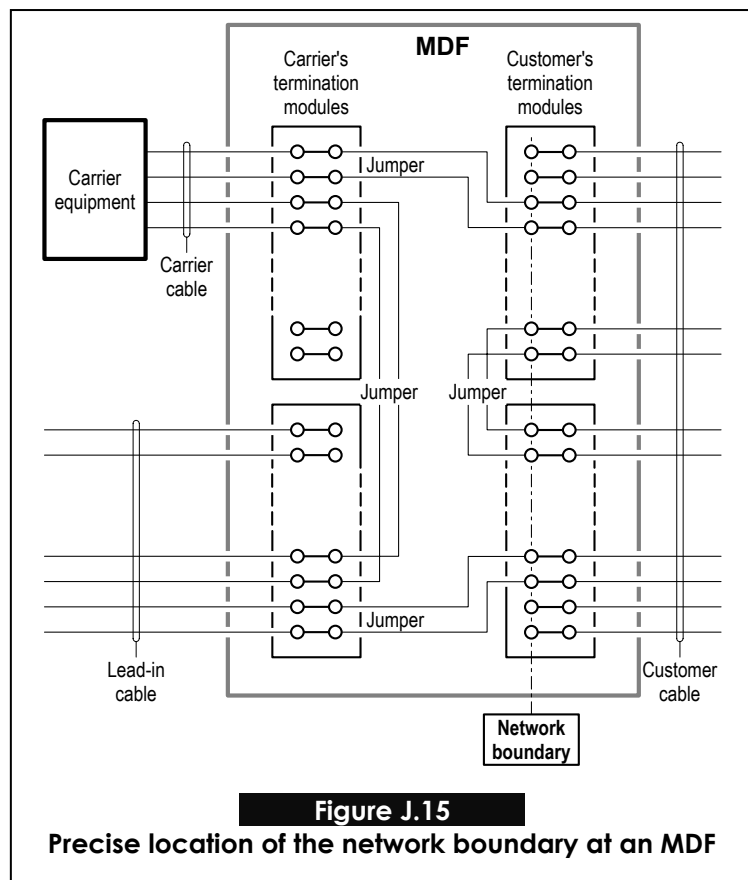 MDF
Carrier's
termination
modules
Customer's
termination
modules
Carrier
equipment
Jumper
Carrier
cable
Jumper
Jumper
Jumper
Lead-in
cable
Customer
cable
Network
boundary
Figure J.15
Precise location of the network boundary at an MDF